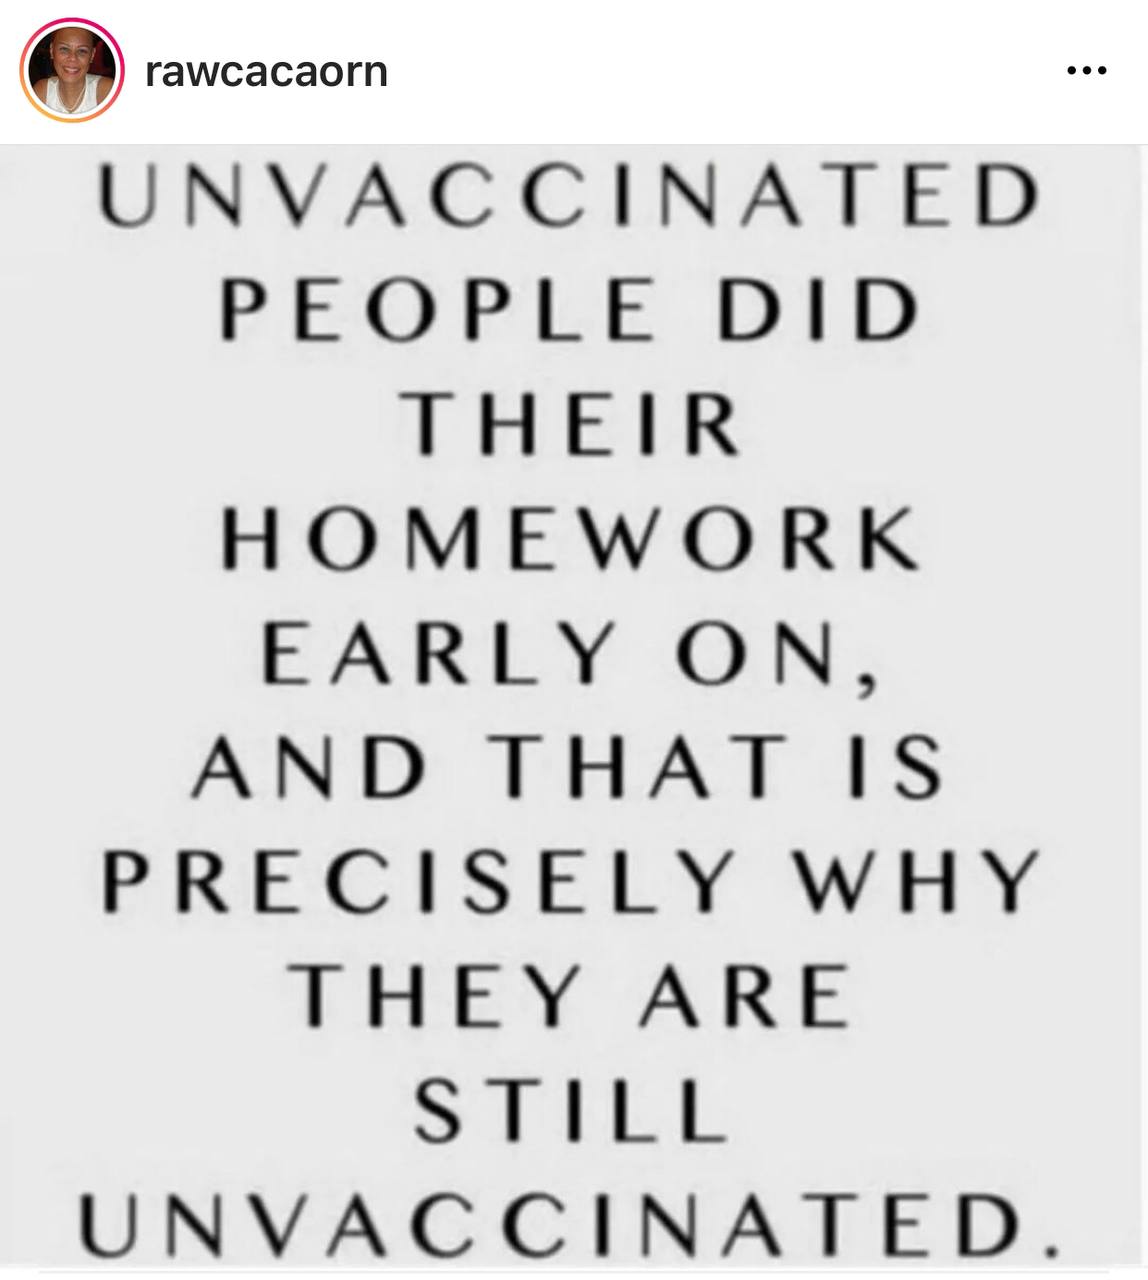 rawcacaorn
UNVACCINATED
PEOPLE DID
THEIR
HOMEWORK
EARLY ON,
AND THAT IS
PRECISELY WHY
THEY ARE
STILL
UNVACCINATED.